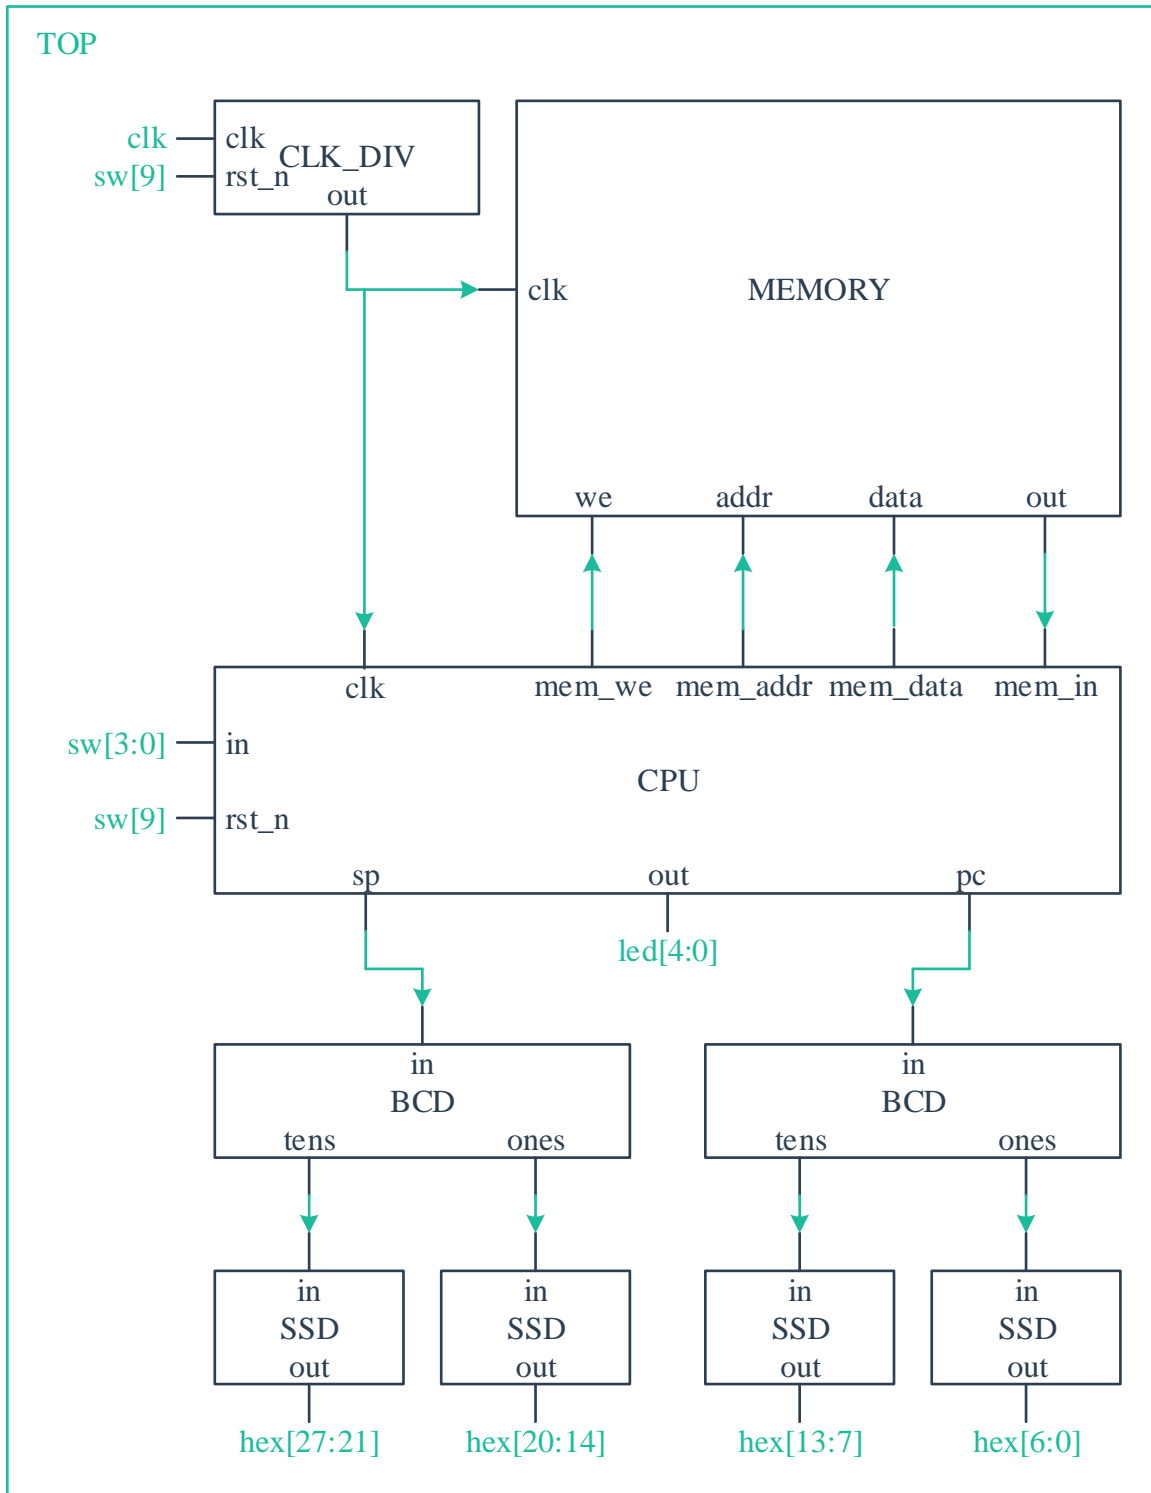 TOP
clk
clk
CLK_DIV
sw[9]
rst_n
out
clk
MEMORY
we addr data out
clk mem_we mem_addr mem_data mem_in
sw[3:0] in
CPU
sw[9] rst_n
sp out pc
led[4:0]
in in
BCD BCD
tens ones tens ones
in in in in
SSD SSD SSD SSD
out out out out
hex[27:21] hex[20:14] hex[13:7] hex[6:0]